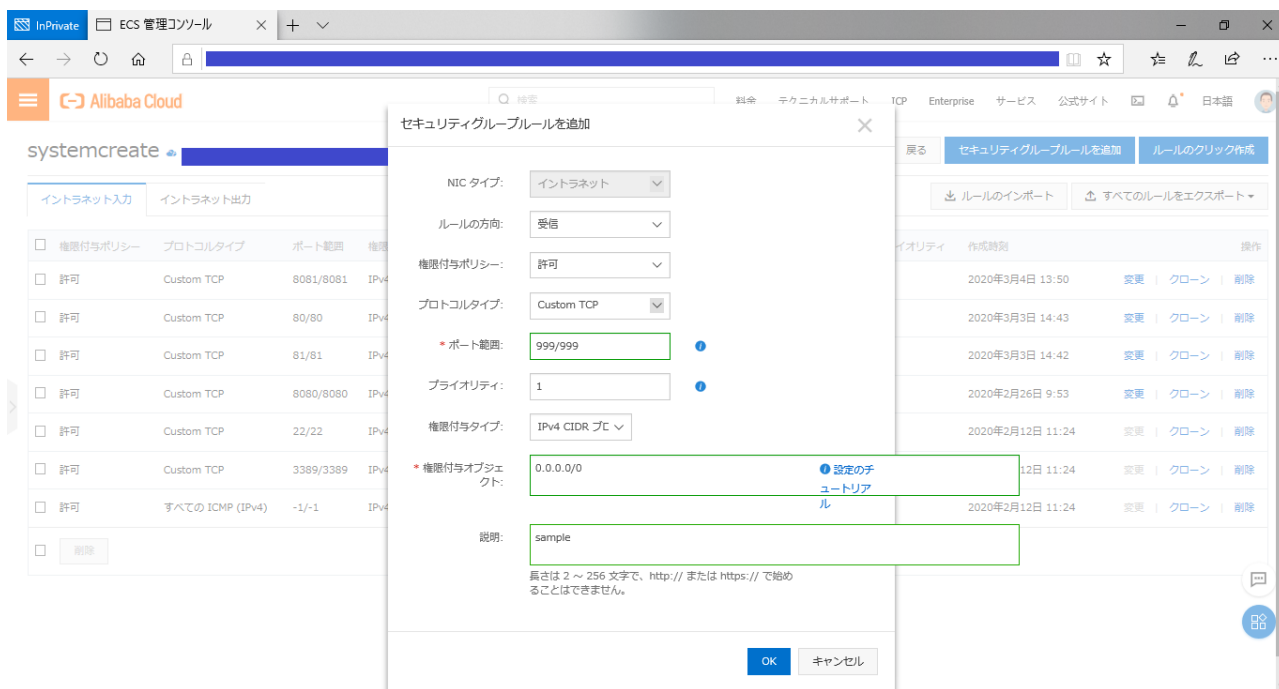 InPrivate
ECS 管理コンソール
Alibaba Cloud
検索
料金 テクニカルサポート ICP Enterprise サービス 公式サイト 日本語
systemcreate
戻る
セキュリティグループルールを追加
ルールのクリック作成
イントラネット入力
イントラネット出力
ルールのインポート
すべてのルールをエクスポート
権限付与ポリシー プロトコルタイプ ポート範囲 権限 イオリティ 作成時刻 操作
許可 Custom TCP 8081/8081 IPv4 2020年3月4日 13:50 変更 クローン 削除
許可 Custom TCP 80/80 IPv4 2020年3月3日 14:43 変更 クローン 削除
許可 Custom TCP 81/81 IPv4 2020年3月3日 14:42 変更 クローン 削除
許可 Custom TCP 8080/8080 IPv4 2020年2月26日 9:53 変更 クローン 削除
許可 Custom TCP 22/22 IPv4 2020年2月12日 11:24 変更 クローン 削除
許可 Custom TCP 3389/3389 IPv4 12日 11:24 変更 クローン 削除
許可 すべての ICMP (IPv4) -1/-1 IPv4 2020年2月12日 11:24 変更 クローン 削除
削除
セキュリティグループルールを追加
NIC タイプ: イントラネット
ルールの方向: 受信
権限付与ポリシー: 許可
プロトコルタイプ: Custom TCP
* ポート範囲: 999/999
プライオリティ: 1
権限付与タイプ: IPv4 CIDR ブロ
* 権限付与オブジェ
クト:
0.0.0.0/0
設定のチ
ュートリア
ル
説明: sample
長さは 2 ～ 256 文字で、http:// または https:// で始め
ることはできません。
OK
キャンセル